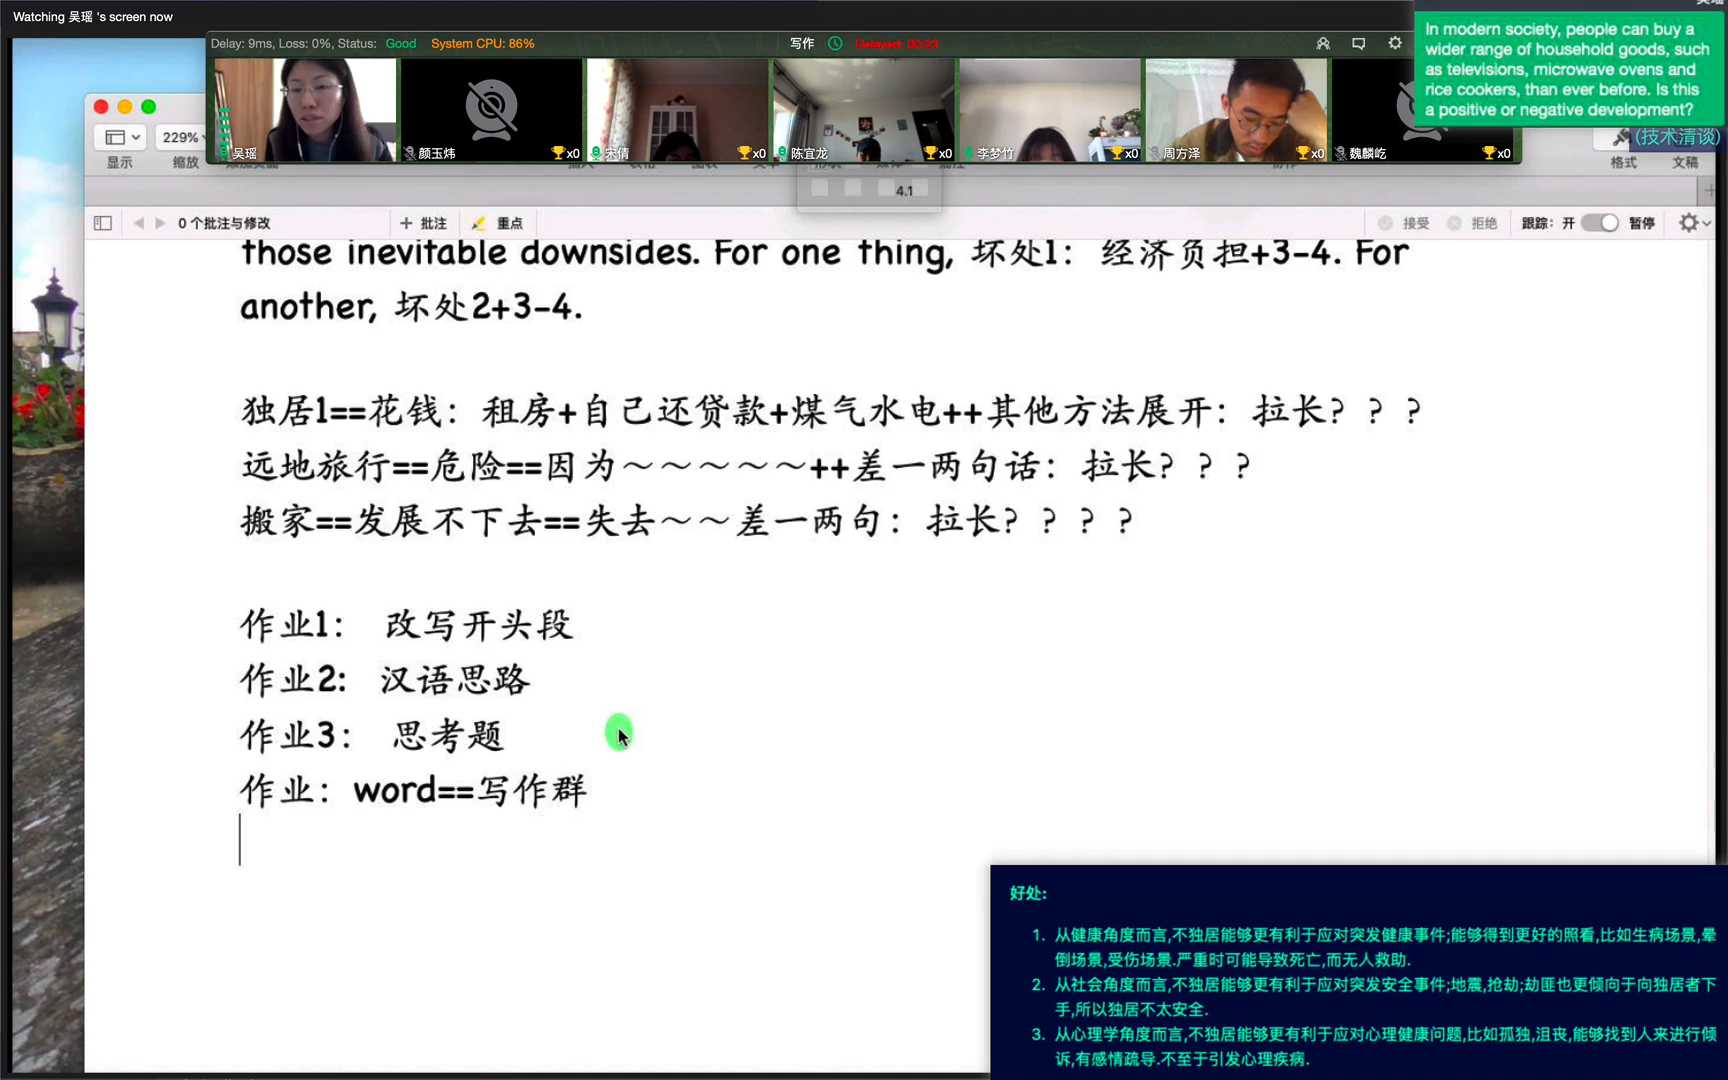 Watching 吴瑶 's screen now
Delay: 9ms, Loss: 0%, Status: Good System CPU: 86%
写作
In modern society, people can buy a
wider range of household goods, such
as televisions, microwave ovens and
rice cookers, than ever before. Is this
a positive or negative development?
(技术清谈)
吴瑶
颜玉炜
x0
宋倩
x0
陈宜龙
x0
李梦竹
x0
周方泽
x0
魏麟屹
x0
229%
显示
缩放
格式
文稿
4.1
0 个批注与修改
批注
重点
接受
拒绝
跟踪: 开
暂停
those inevitable downsides. For one thing, 坏处1: 经济负担+3-4. For
another, 坏处2+3-4.
独居1==花钱: 租房+自己还贷款+煤气水电++其他方法展开: 拉长? ? ?
远地旅行==危险==因为~~~~~++差一两句话: 拉长? ? ?
搬家==发展不下去==失去~~差一两句: 拉长? ? ? ?
作业1: 改写开头段
作业2: 汉语思路
作业3: 思考题
作业: word==写作群
好处:
1. 从健康角度而言,不独居能够更有利于应对突发健康事件;能够得到更好的照看,比如生病场景,晕
倒场景,受伤场景.严重时可能导致死亡,而无人救助.
2. 从社会角度而言,不独居能够更有利于应对突发安全事件;地震,抢劫;劫匪也更倾向于向独居者下
手,所以独居不太安全.
3. 从心理学角度而言,不独居能够更有利于应对心理健康问题,比如孤独,沮丧,能够找到人来进行倾
诉,有感情疏导.不至于引发心理疾病.